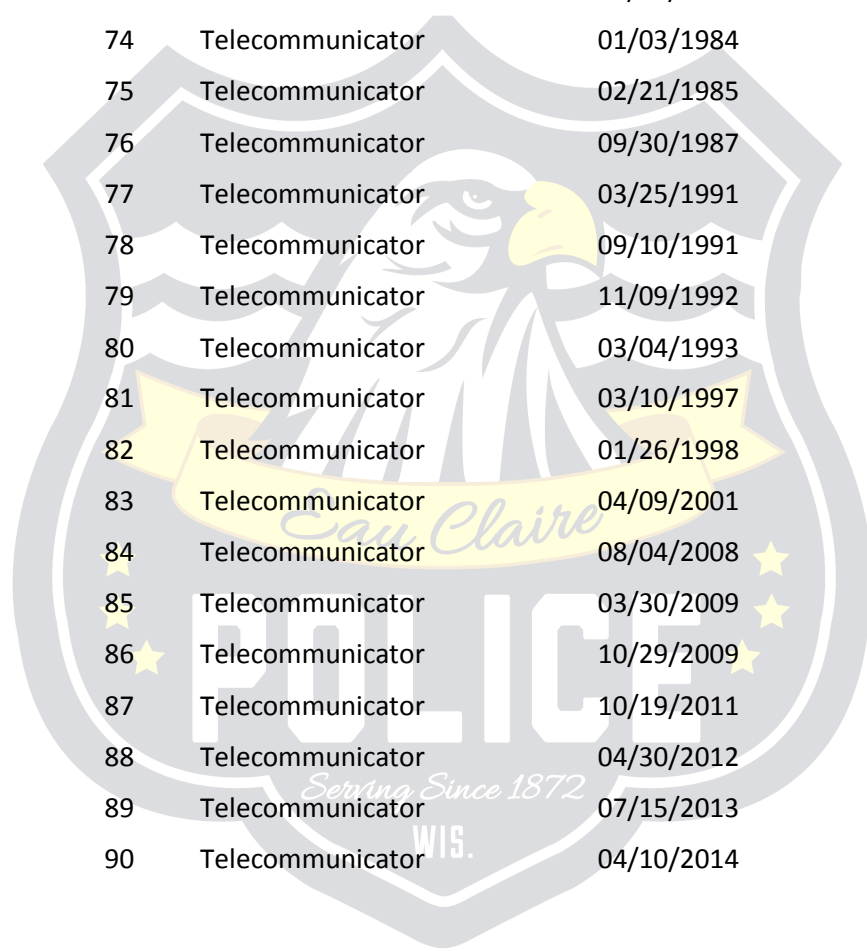 74 Telecommunicator 01/03/1984
75 Telecommunicator 02/21/1985
76 Telecommunicator 09/30/1987
77 Telecommunicator 03/25/1991
78 Telecommunicator 09/10/1991
79 Telecommunicator 11/09/1992
80 Telecommunicator 03/04/1993
81 Telecommunicator 03/10/1997
82 Telecommunicator 01/26/1998
83 Telecommunicator 04/09/2001
Eau Claire
84 Telecommunicator 08/04/2008
85 Telecommunicator 03/30/2009
POLICE
86 Telecommunicator 10/29/2009
87 Telecommunicator 10/19/2011
88 Telecommunicator 04/30/2012
Serving Since 1872
89 Telecommunicator 07/15/2013
WIS.
90 Telecommunicator 04/10/2014